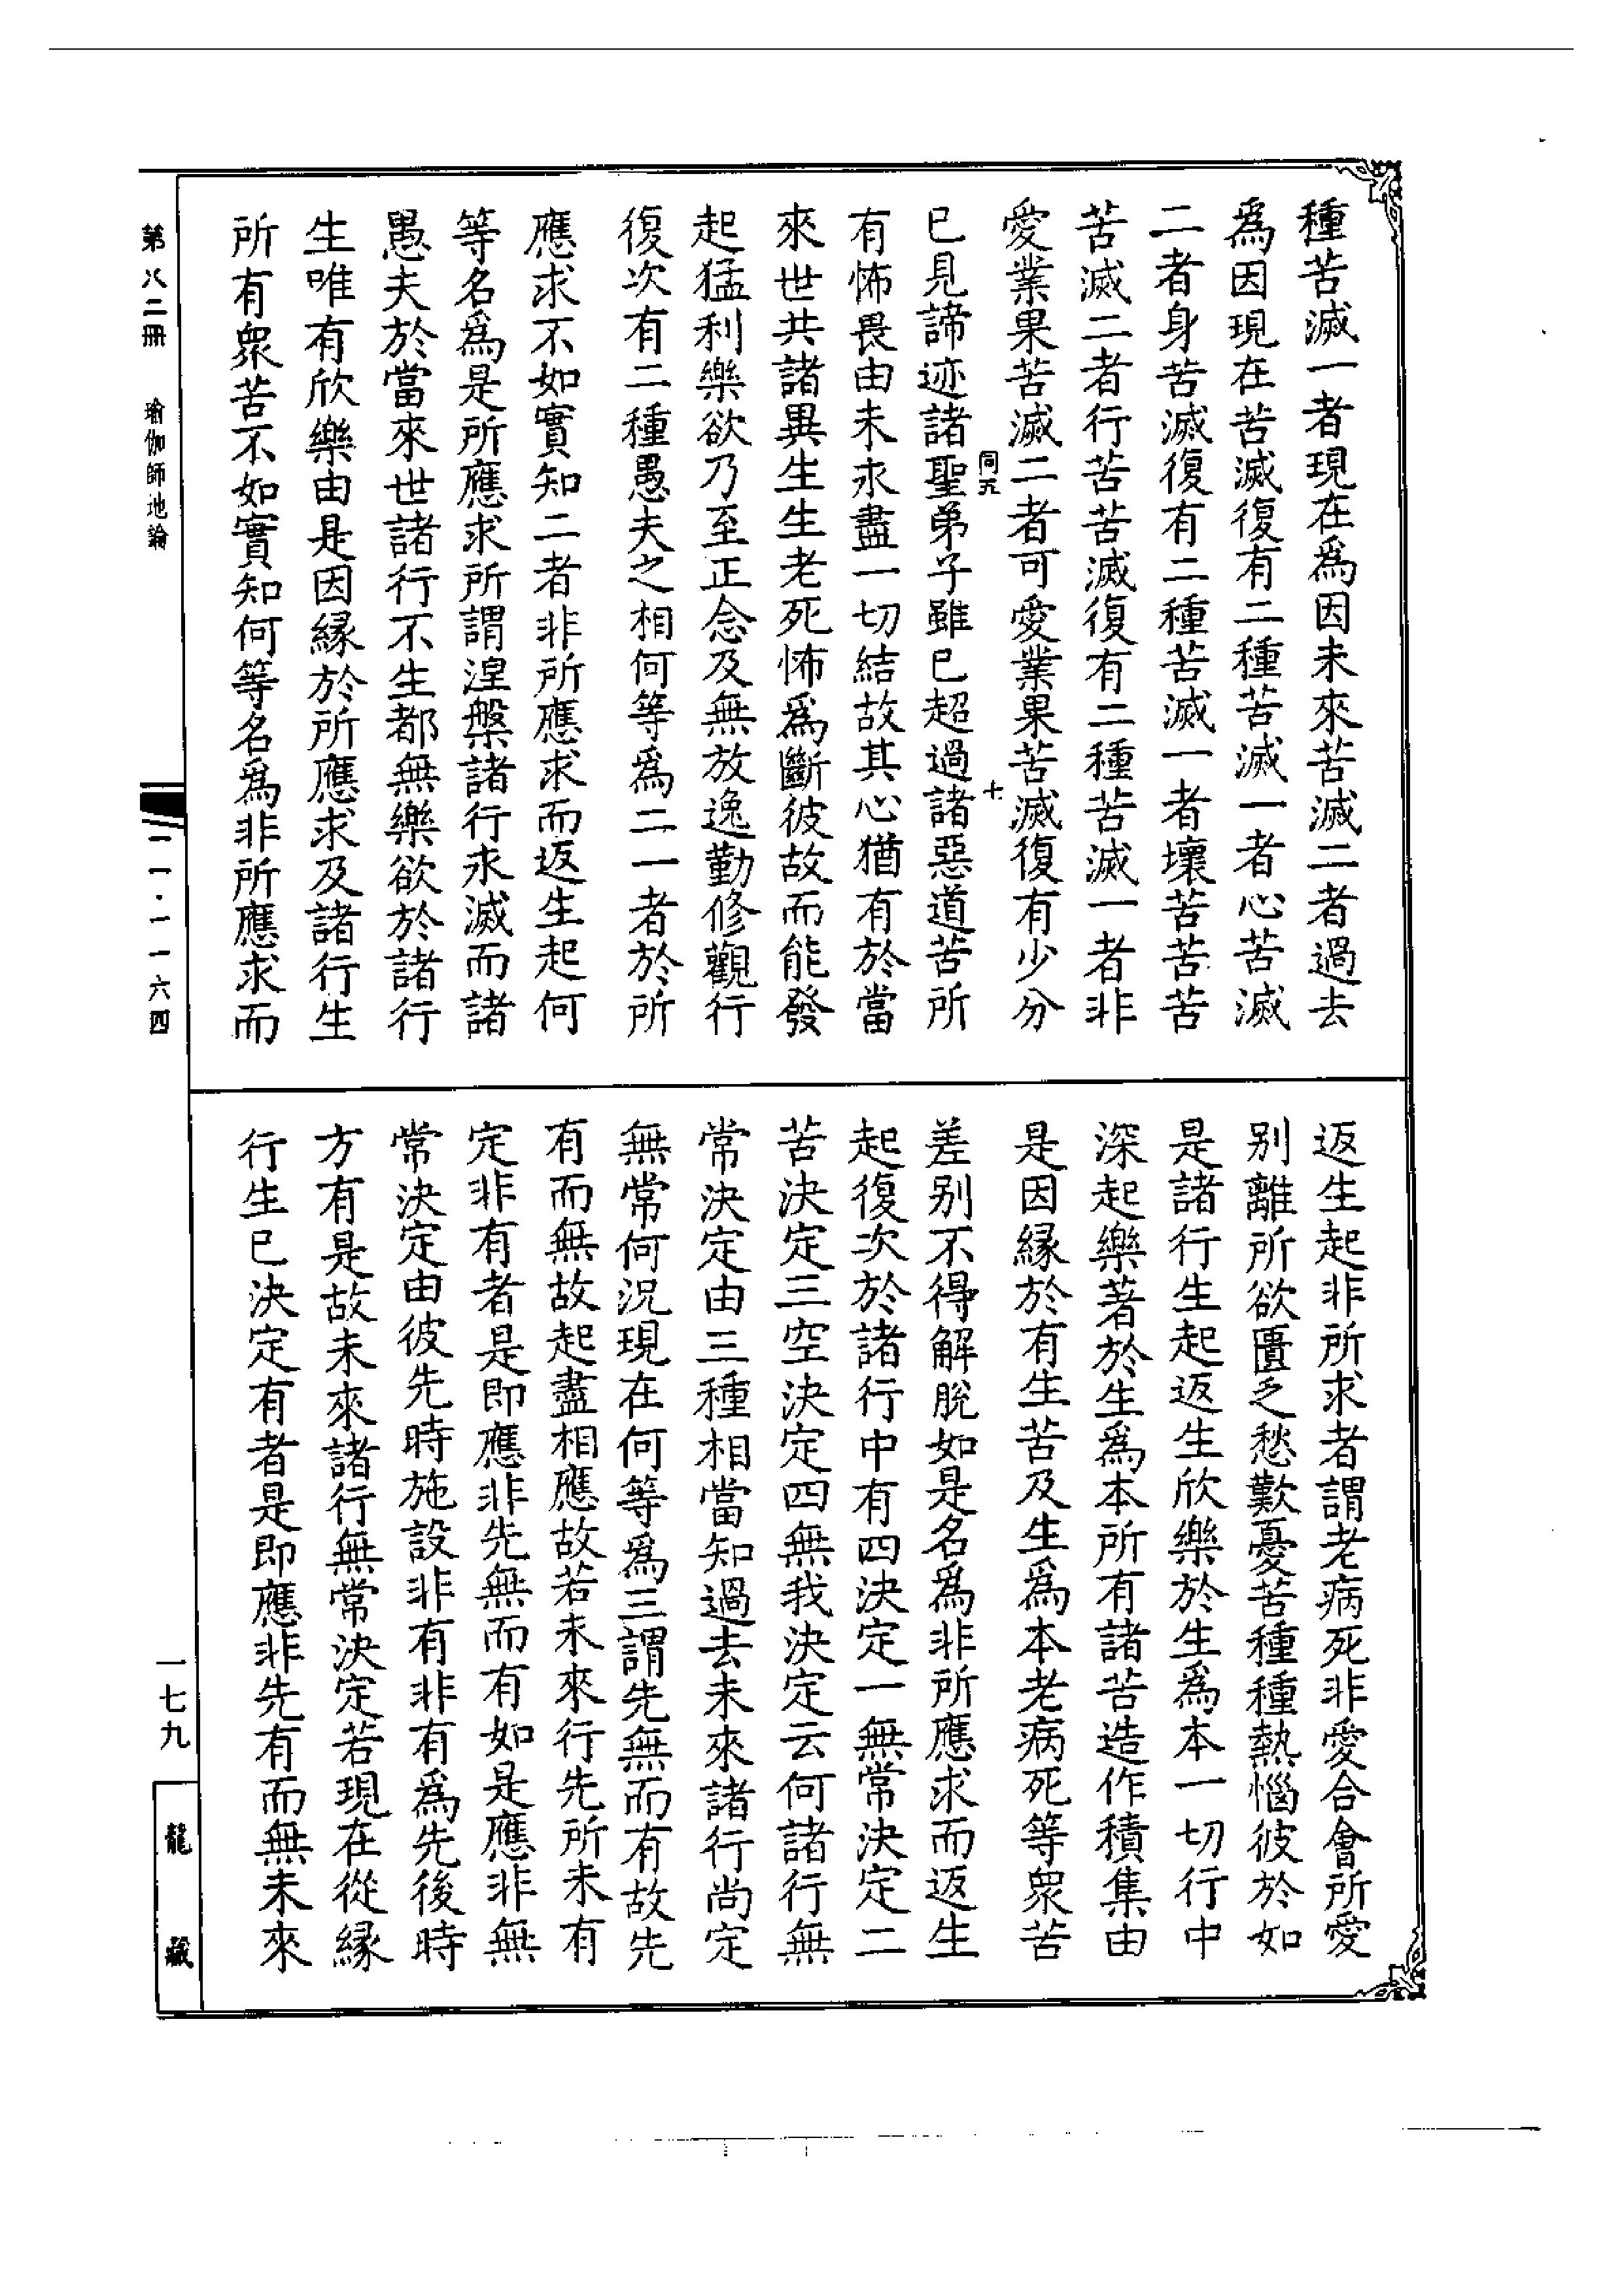 種苦滅一者現在爲因未來苦滅二者過去
爲因現在苦滅復有二種苦滅一者心苦滅
二者身苦滅復有二種苦滅一者壞苦苦苦
苦滅二者行苦苦滅復有二種苦滅一者非
愛業果苦滅二者可愛業果苦滅復有少分
同五 十
已見諦迹諸聖弟子雖已超過諸惡道苦所
有怖畏由未永盡一切結故其心猶有於當
來世共諸異生生老死怖爲斷彼故而能發
起猛利樂欲乃至正念及無放逸勤修觀行
復次有二種愚夫之相何等爲二一者於所
應求不如實知二者非所應求而返生起何
等名爲是所應求所謂涅槃諸行永滅而諸
愚夫於當來世諸行不生都無樂欲於諸行
生唯有欣樂由是因緣於所應求及諸行生
所有眾苦不如實知何等名爲非所應求而
返生起非所求者謂老病死非愛合會所愛
別離所欲匱乏愁歎憂苦種種熱惱彼於如
是諸行生起返生欣樂於生爲本一切行中
深起樂著於生爲本所有諸苦造作積集由
是因緣於有生苦及生爲本老病死等眾苦
差別不得解脫如是名爲非所應求而返生
起復次於諸行中有四決定一無常決定二
苦決定三空決定四無我決定云何諸行無
常決定由三種相當知過去未來諸行尚定
無常何況現在何等爲三謂先無而有故先
有而無故起盡相應故若未來行先所未有
定非有者是即應非先無而有如是應非無
常決定由彼先時施設非有非有爲先後時
方有是故未來諸行無常決定若現在從緣
行生已決定有者是即應非先有而無未來
第八二冊 瑜伽師地論
一一·一一六四
一七九
龍藏